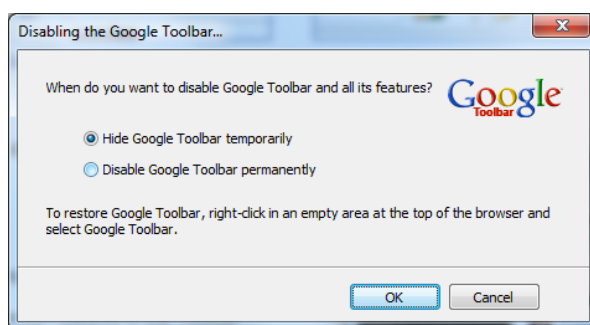 Disabling the Google Toolbar...
When do you want to disable Google Toolbar and all its features?
Google
Toolbar
Hide Google Toolbar temporarily
Disable Google Toolbar permanently
To restore Google Toolbar, right-click in an empty area at the top of the browser and
select Google Toolbar.
OK
Cancel